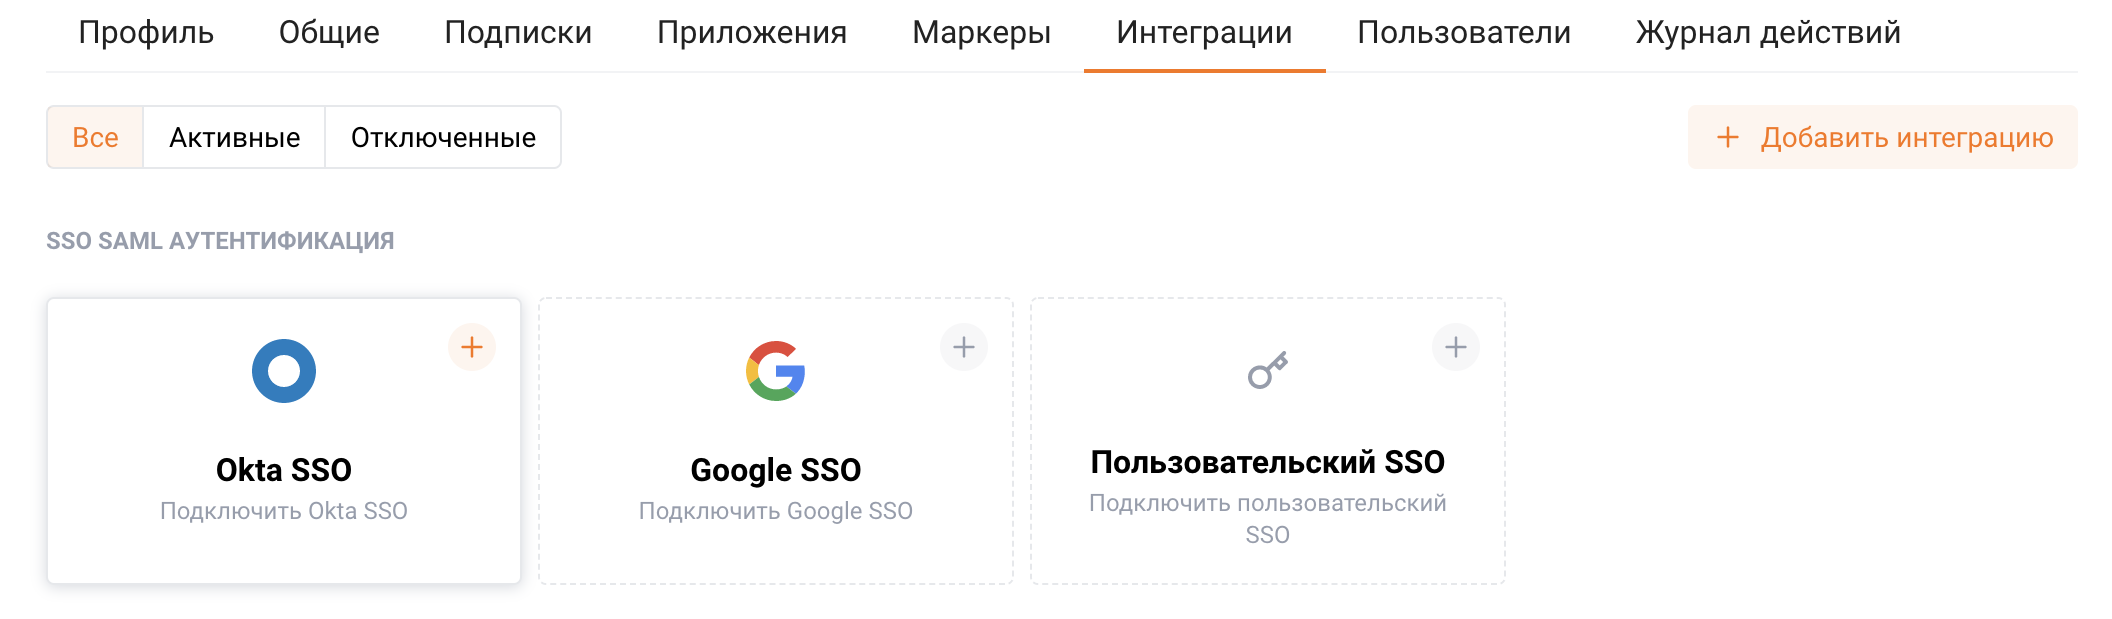 Профиль Общие Подписки Приложения Маркеры Интеграции Пользователи Журнал действий
Все Активные Отключенные + Добавить интеграцию
SSO SAML АУТЕНТИФИКАЦИЯ
Okta SSO
Подключить Okta SSO
Google SSO
Подключить Google SSO
Пользовательский SSO
Подключить пользовательский
SSO